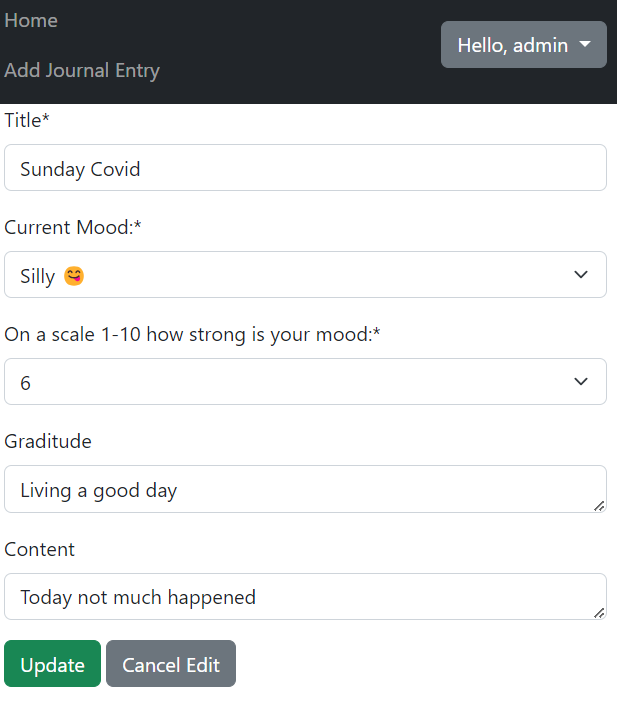 Home
Hello, admin
Add Journal Entry
Title*
Sunday Covid
Current Mood:*
Silly 😋
On a scale 1-10 how strong is your mood:*
6
Graditude
Living a good day
Content
Today not much happened
Update Cancel Edit